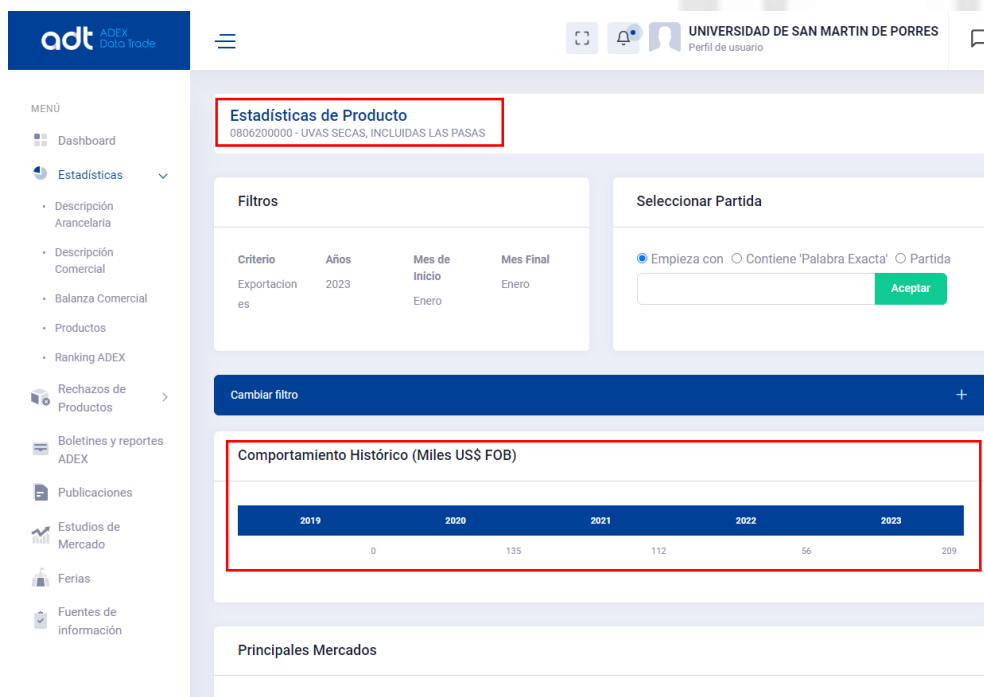 adt ADEX
Data Trade
UNIVERSIDAD DE SAN MARTIN DE PORRES
Perfil de usuario
MENÚ
Dashboard
Estadísticas
Descripción
Arancelaria
Descripción
Comercial
Balanza Comercial
Productos
Ranking ADEX
Rechazos de
Productos
Boletines y reportes
ADEX
Publicaciones
Estudios de
Mercado
Ferias
Fuentes de
información
Estadísticas de Producto
0806200000 - UVAS SECAS, INCLUIDAS LAS PASAS
Filtros
Criterio Años Mes de Mes Final
Inicio
Exportacion 2023 Enero
es Enero
Seleccionar Partida
Empieza con Contiene 'Palabra Exacta' Partida
Aceptar
Cambiar filtro +
Comportamiento Histórico (Miles US$ FOB)
2019 2020 2021 2022 2023
0 135 112 56 209
Principales Mercados